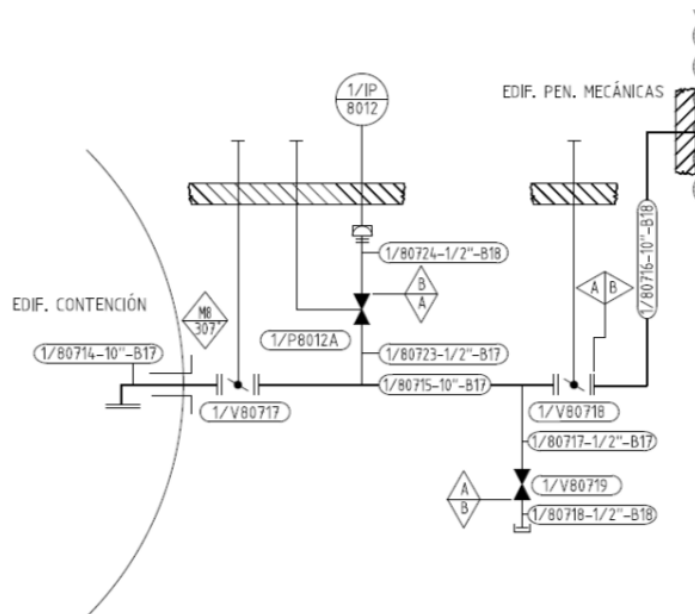 1/IP
8012
EDIF. PEN. MECÁNICAS
1/80716-10"-B18
1/80724-1/2"-B18
B
A
A B
EDIF. CONTENCIÓN
M8
307°
1/P8012A
1/80714-10"-B17
1/80723-1/2"-B17
1/80715-10"-B17
1/V80717
1/V80718
1/80717-1/2"-B17
A
B
1/V80719
1/80718-1/2"-B18